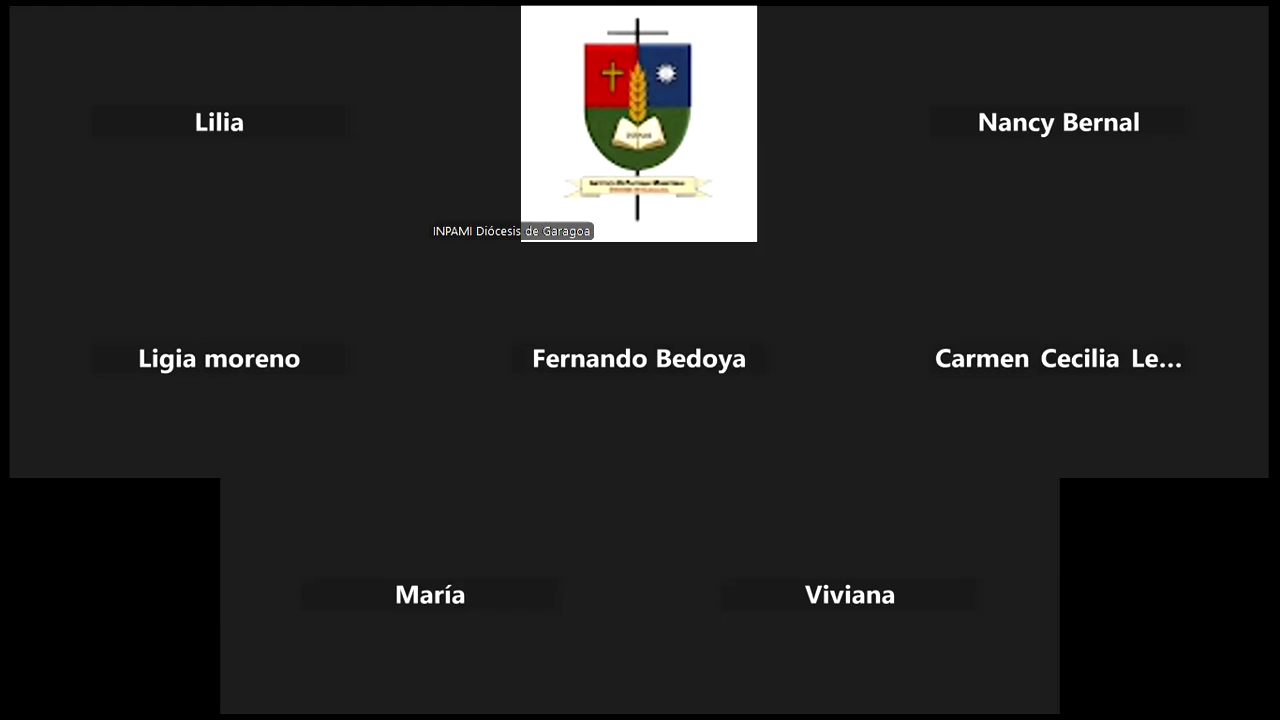 Lilia
Nancy Bernal
INPAMI Diócesis de Garagoa
Ligia moreno
Fernando Bedoya
Carmen Cecilia Le...
María
Viviana